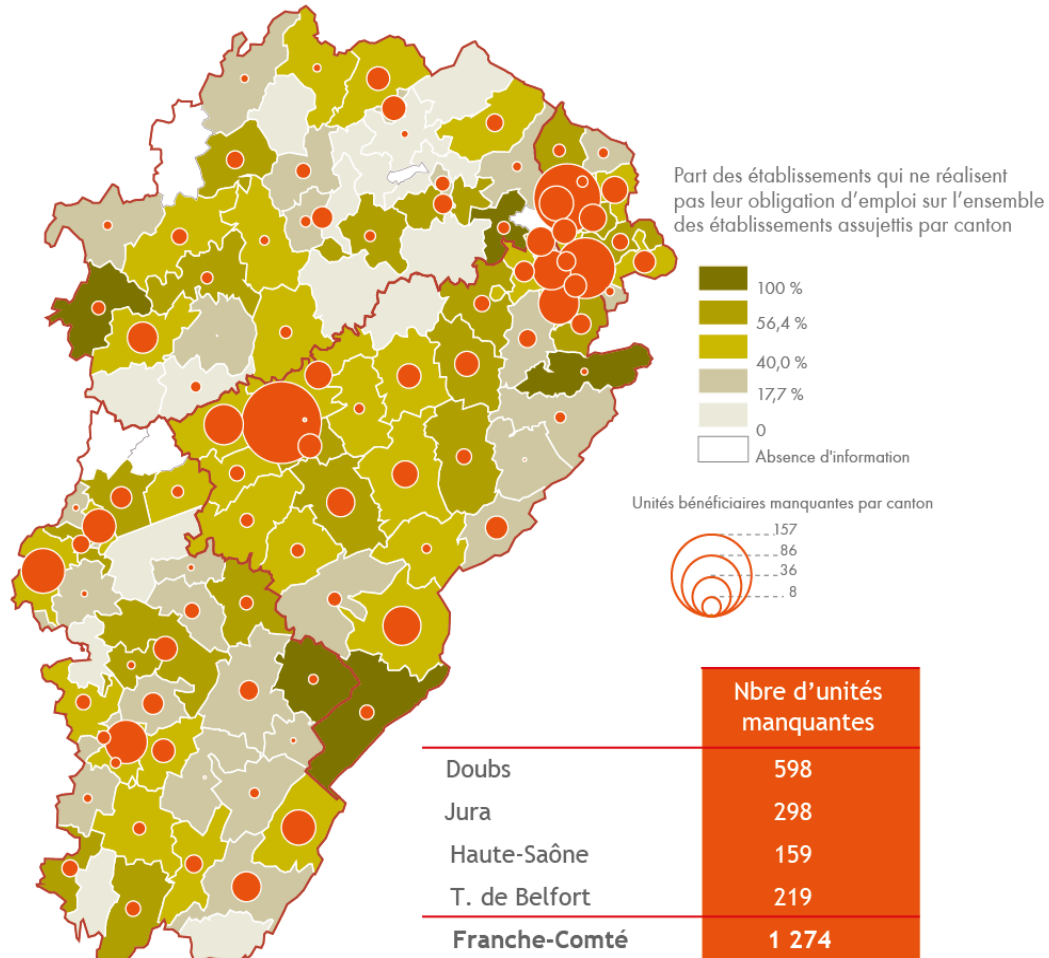 Part des établissements qui ne réalisent
pas leur obligation d'emploi sur l'ensemble
des établissements assujettis par canton
100 %
56,4 %
40,0 %
17,7 %
0
Absence d'information
Unités bénéficiaires manquantes par canton
157
86
36
8
Nbre d'unités
manquantes
Doubs 598
Jura 298
Haute-Saône 159
T. de Belfort 219
Franche-Comté 1 274